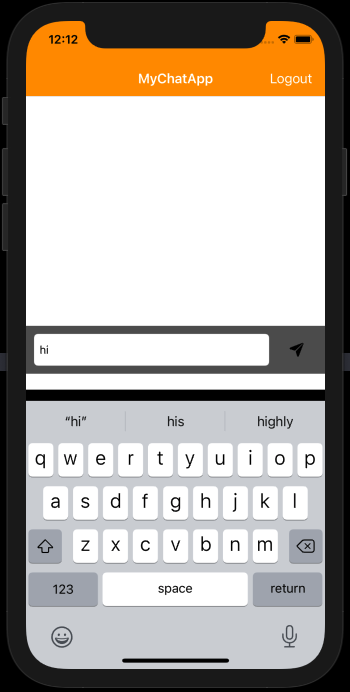 12:12
MyChatApp Logout
hi
“hi” his highly
q w e r t y u i o p
a s d f g h j k l
z x c v b n m
123 space return